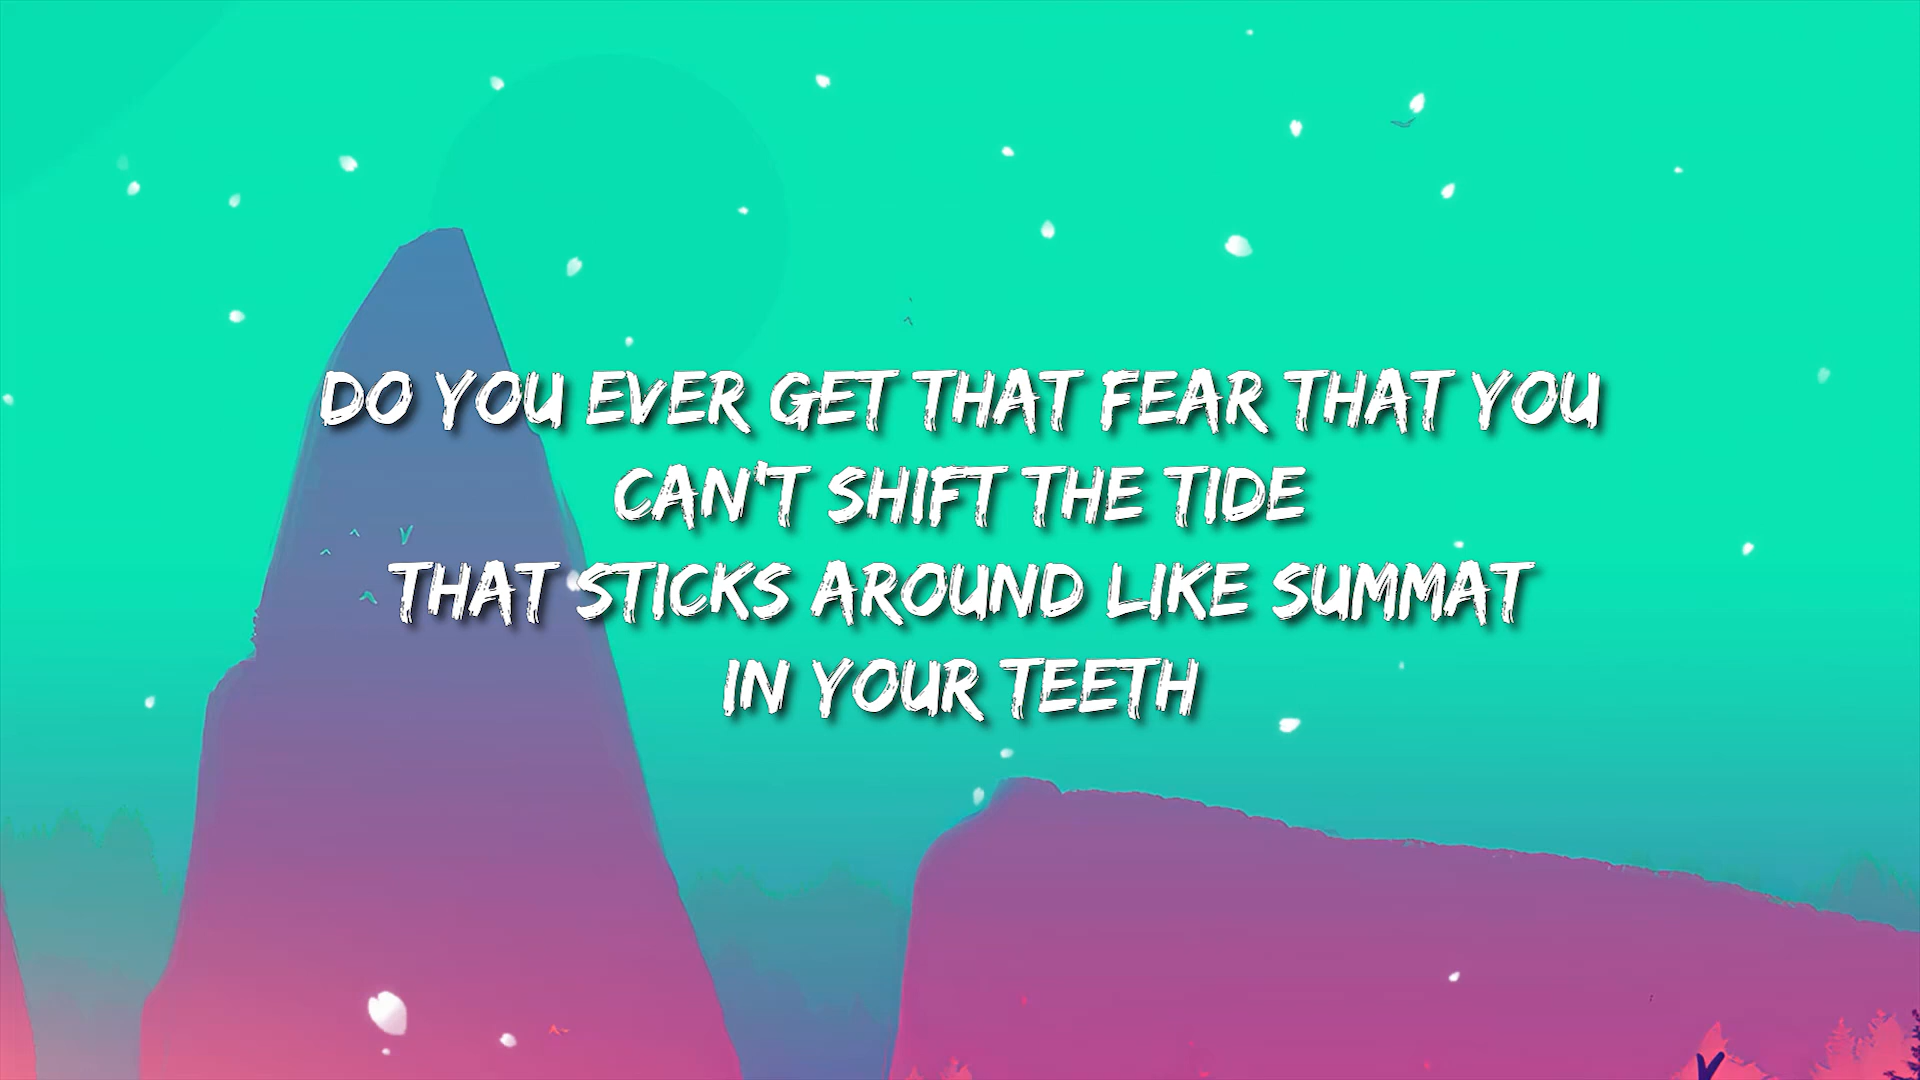 DO YOU EVER GET THAT FEAR THAT YOU
CAN'T SHIFT THE TIDE
THAT STICKS AROUND LIKE SUMMAT
IN YOUR TEETH